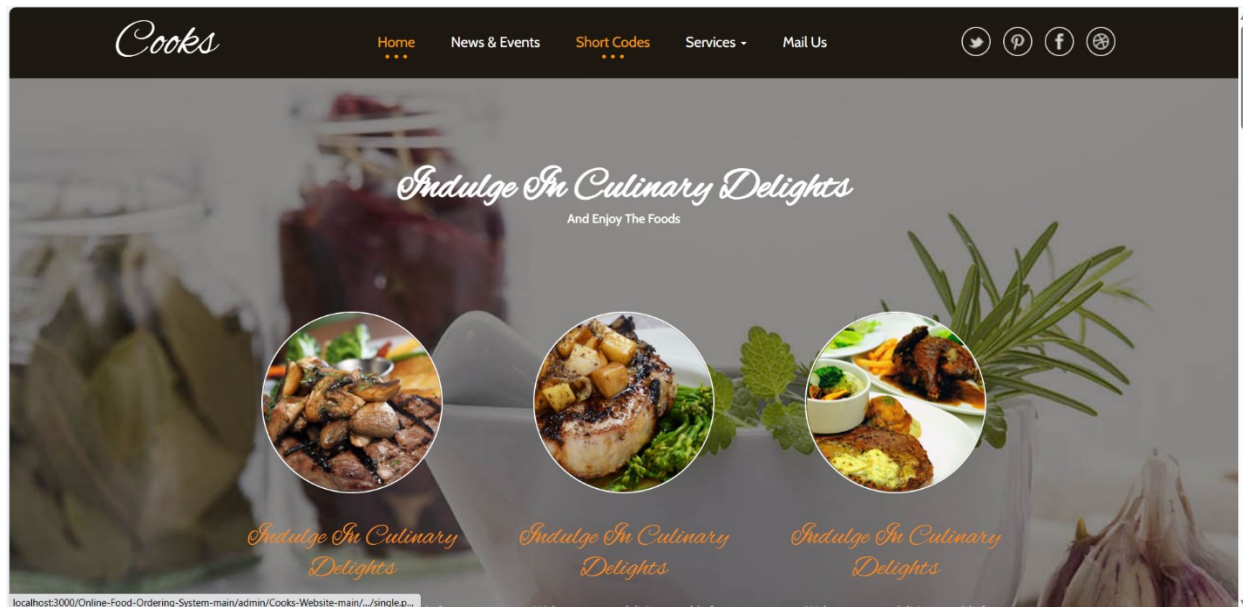 Cooks
Home News & Events Short Codes Services Mail Us
Indulge In Culinary Delights
And Enjoy The Foods
Indulge In Culinary
Delights
Indulge In Culinary
Delights
Indulge In Culinary
Delights
localhost:3000/Online-Food-Ordering-System-main/admin/Cooks-Website-main/.../single.p...